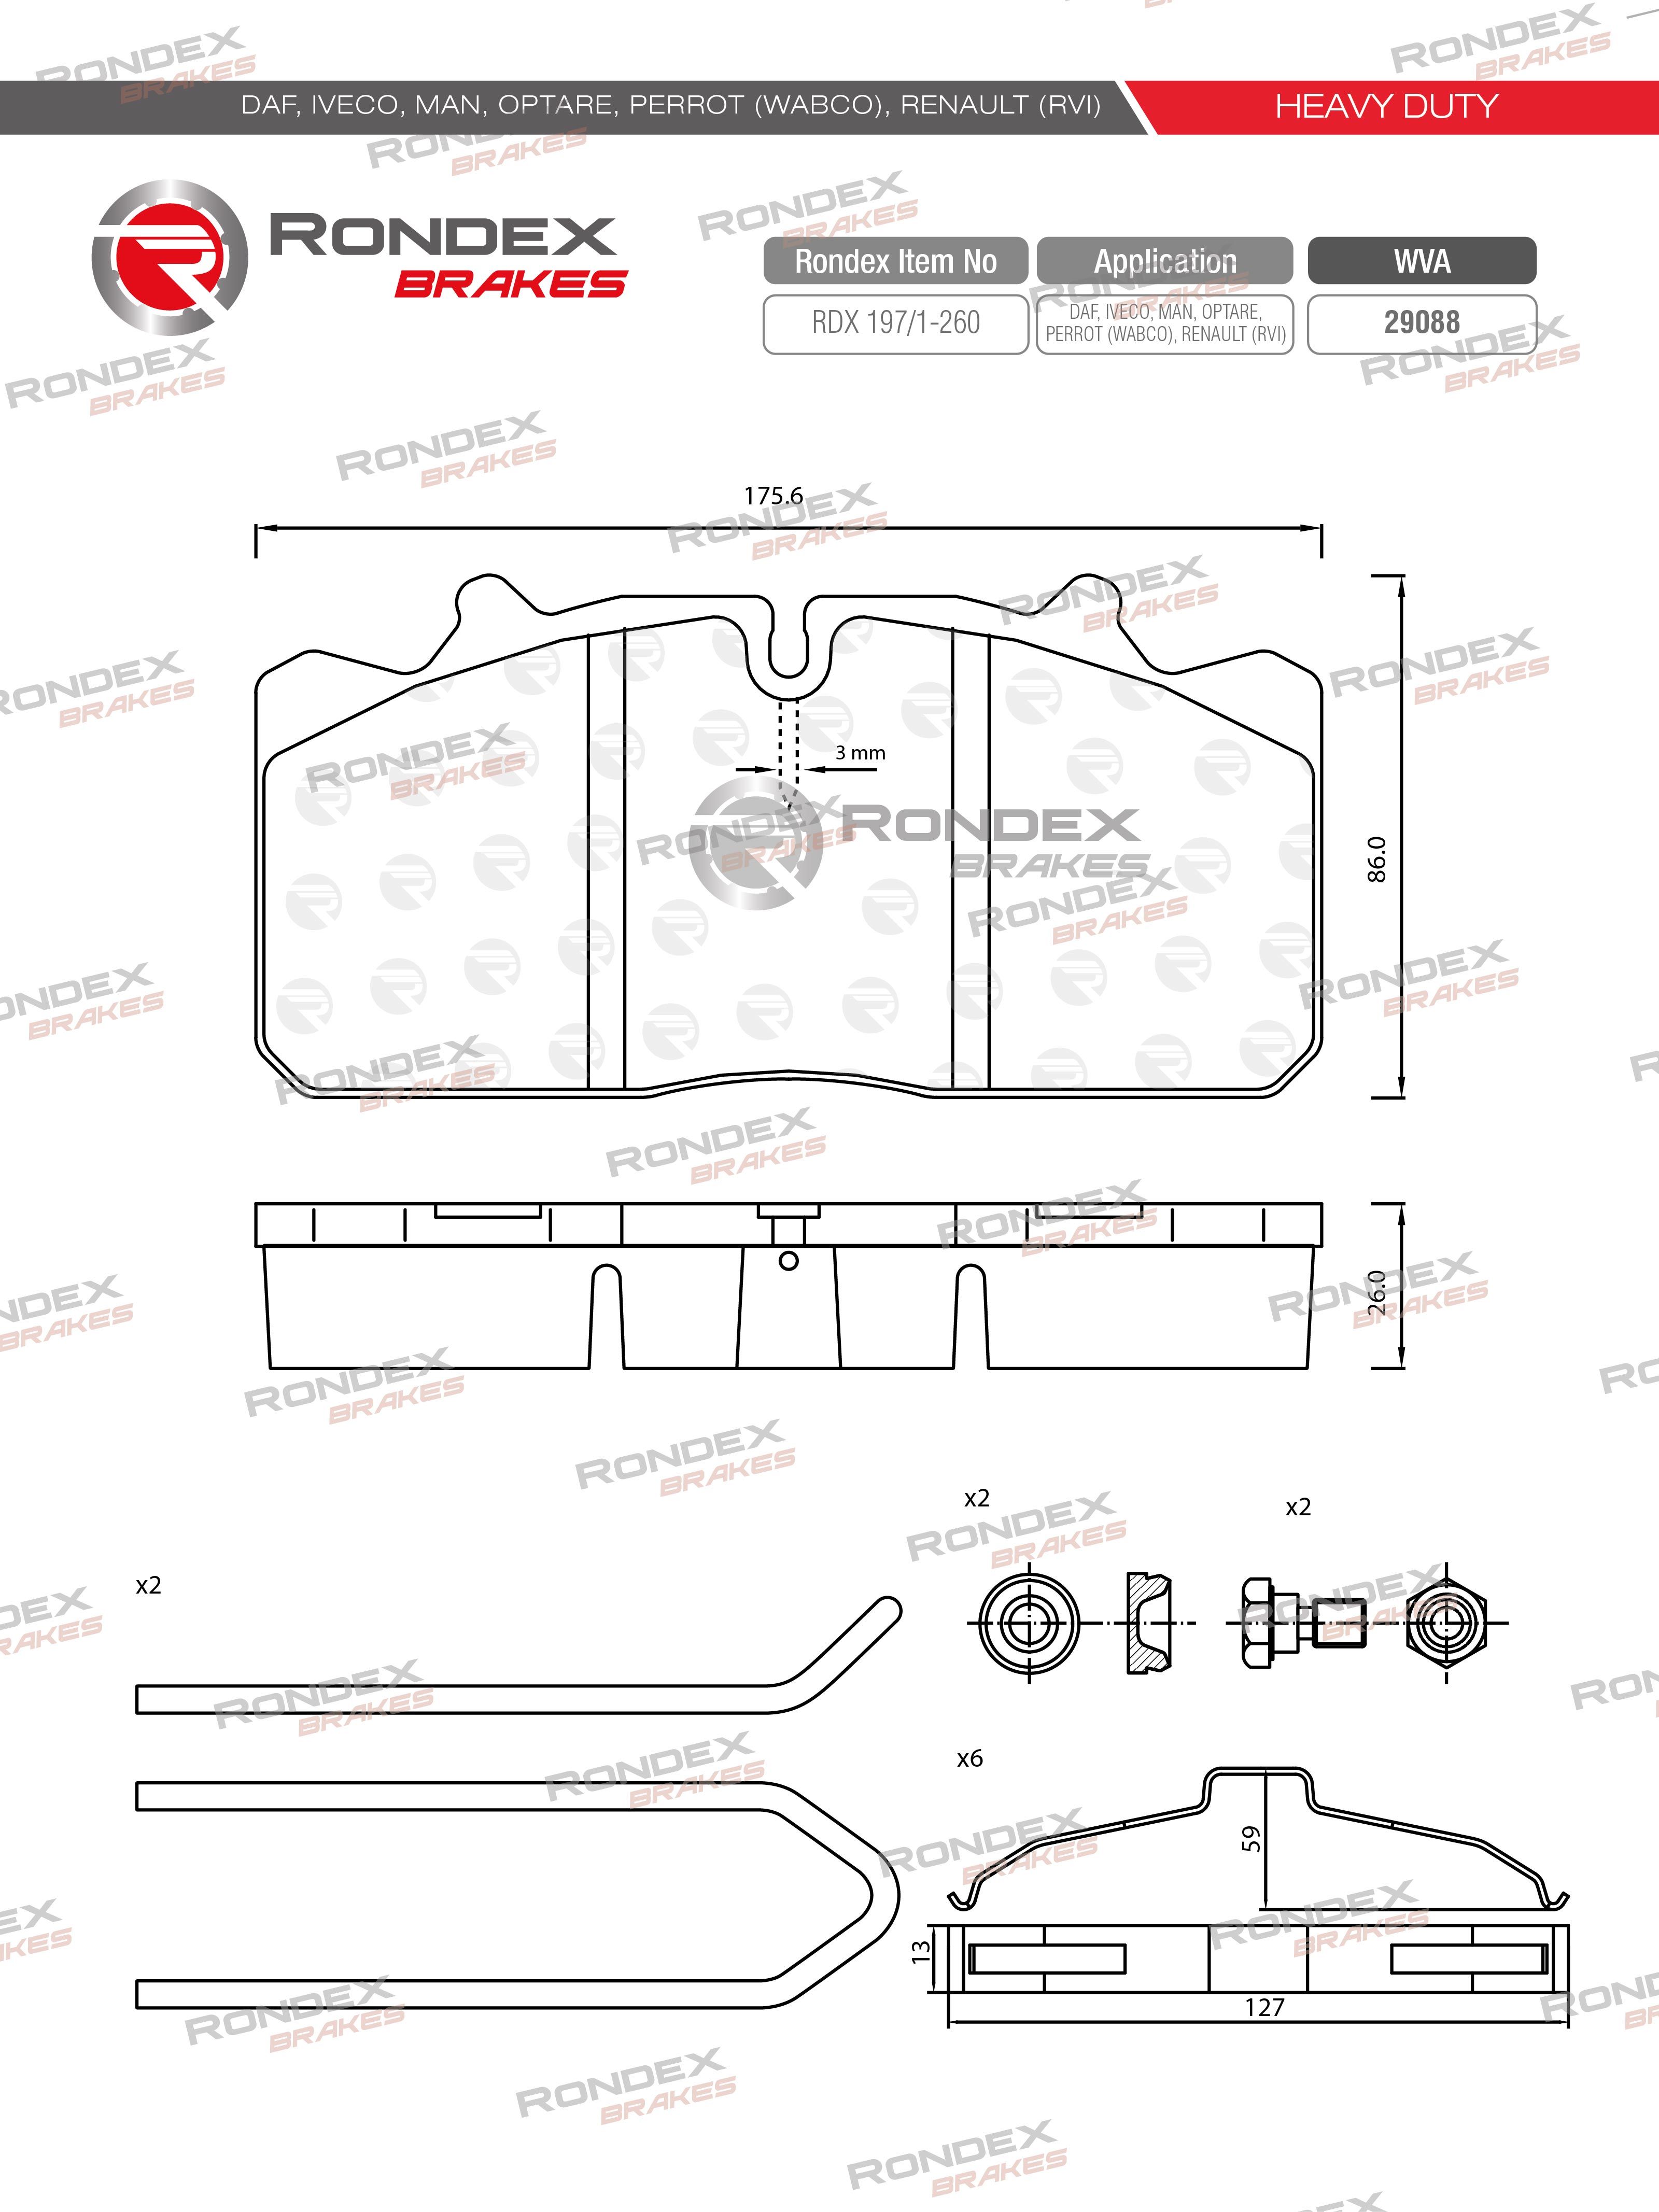 DAF, IVECO, MAN, OPTARE, PERROT (WABCO), RENAULT (RVI)
HEAVY DUTY
RONDEX
BRAKES
Rondex Item No
Application
WVA
RDX 197/1-260
DAF, IVECO, MAN, OPTARE,
PERROT (WABCO), RENAULT (RVI)
29088
175.6
3 mm
RONDEX
BRAKES
86.0
26.0
x2
x2
x2
x6
59
13
127